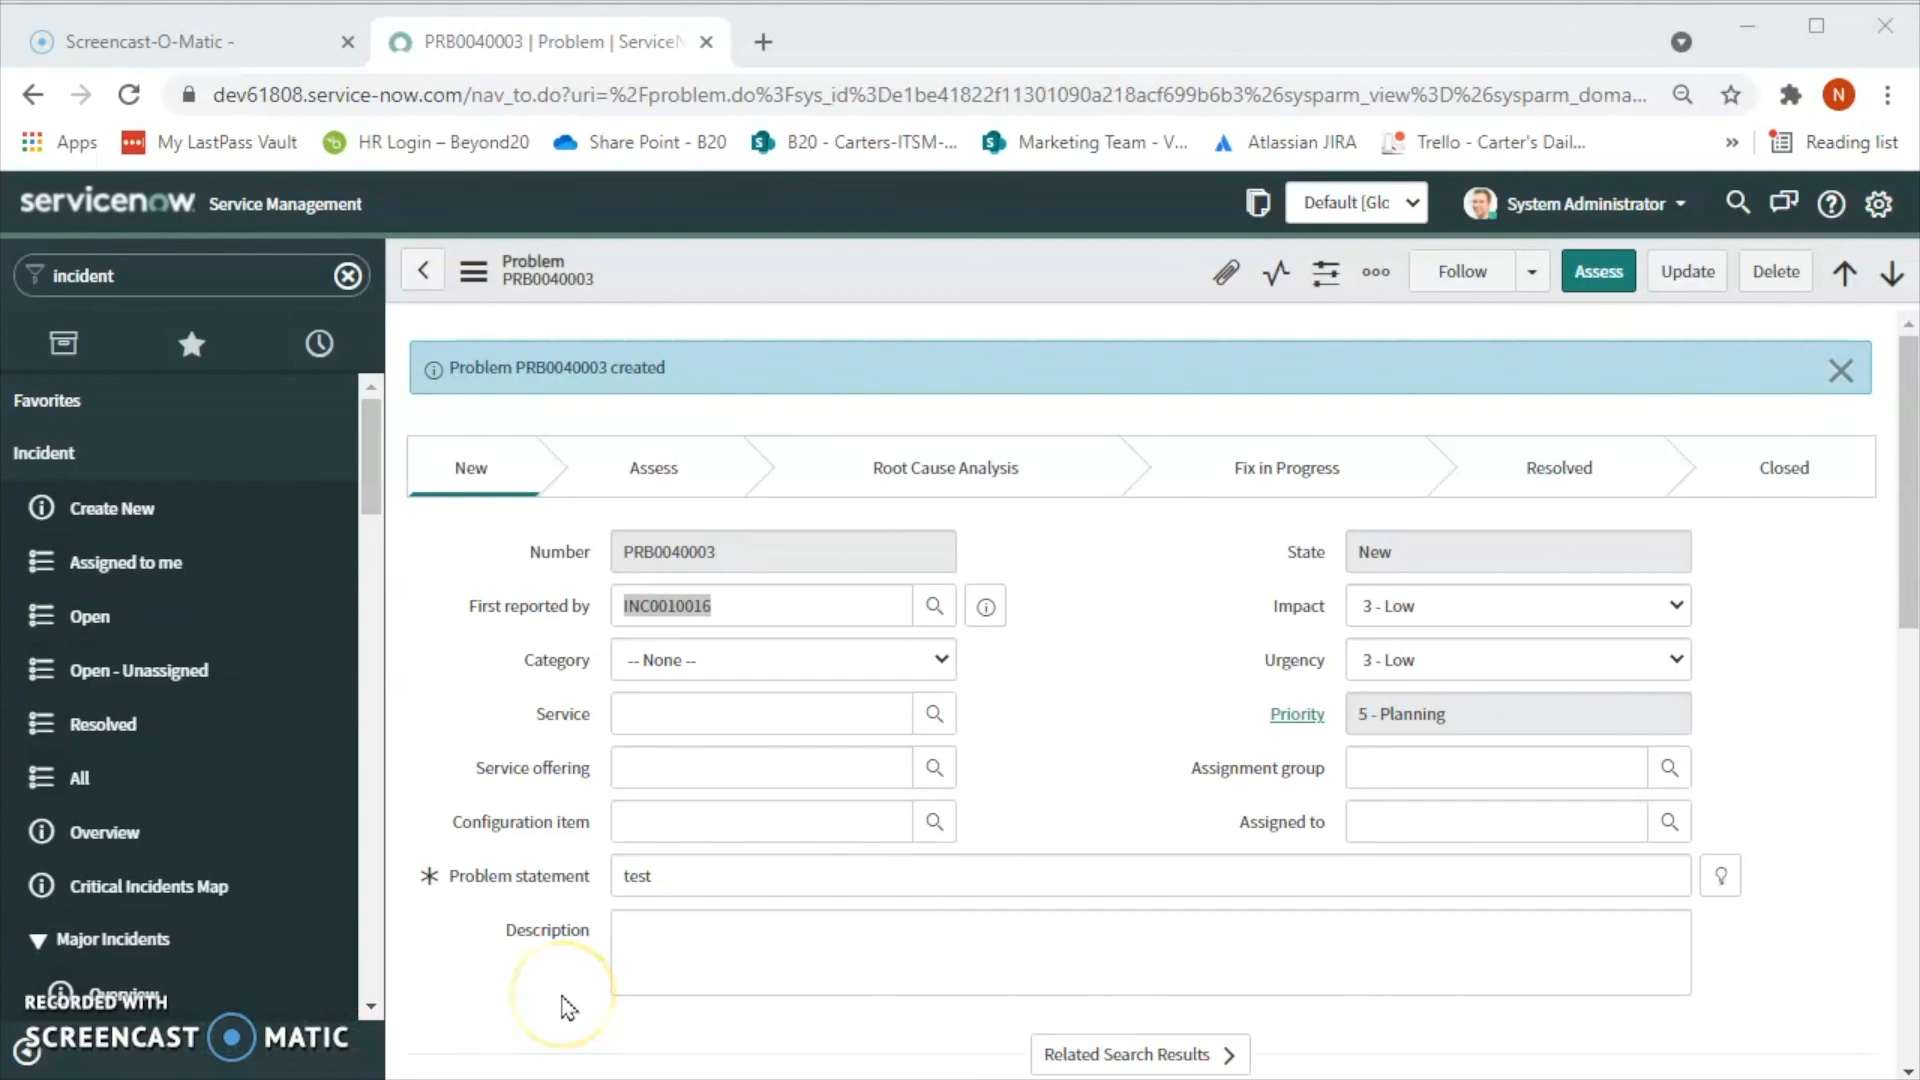 Screencast-O-Matic -
PRB0040003 | Problem | ServiceN
dev61808.service-now.com/nav_to.do?uri=%2Fproblem.do%3Fsys_id%3De1be41822f11301090a218acf699b6b3%26sysparm_view%3D%26sysparm_doma...
N
Apps
My LastPass Vault
HR Login – Beyond20
Share Point - B20
B20 - Carters-ITSM-...
Marketing Team - V...
Atlassian JIRA
Trello - Carter's Dail...
»
Reading list
servicenow Service Management
Default [Glo
System Administrator
incident
Problem
PRB0040003
Follow
Assess
Update
Delete
Problem PRB0040003 created
Favorites
Incident
Create New
Assigned to me
Open
Open - Unassigned
Resolved
All
Overview
Critical Incidents Map
Major Incidents
Overview
New
Assess
Root Cause Analysis
Fix in Progress
Resolved
Closed
Number PRB0040003
State New
First reported by INC0010016
Impact 3 - Low
Category -- None --
Urgency 3 - Low
Service
Priority 5 - Planning
Service offering
Assignment group
Configuration item
Assigned to
Problem statement test
Description
Related Search Results
RECORDED WITH
SCREENCAST MATIC